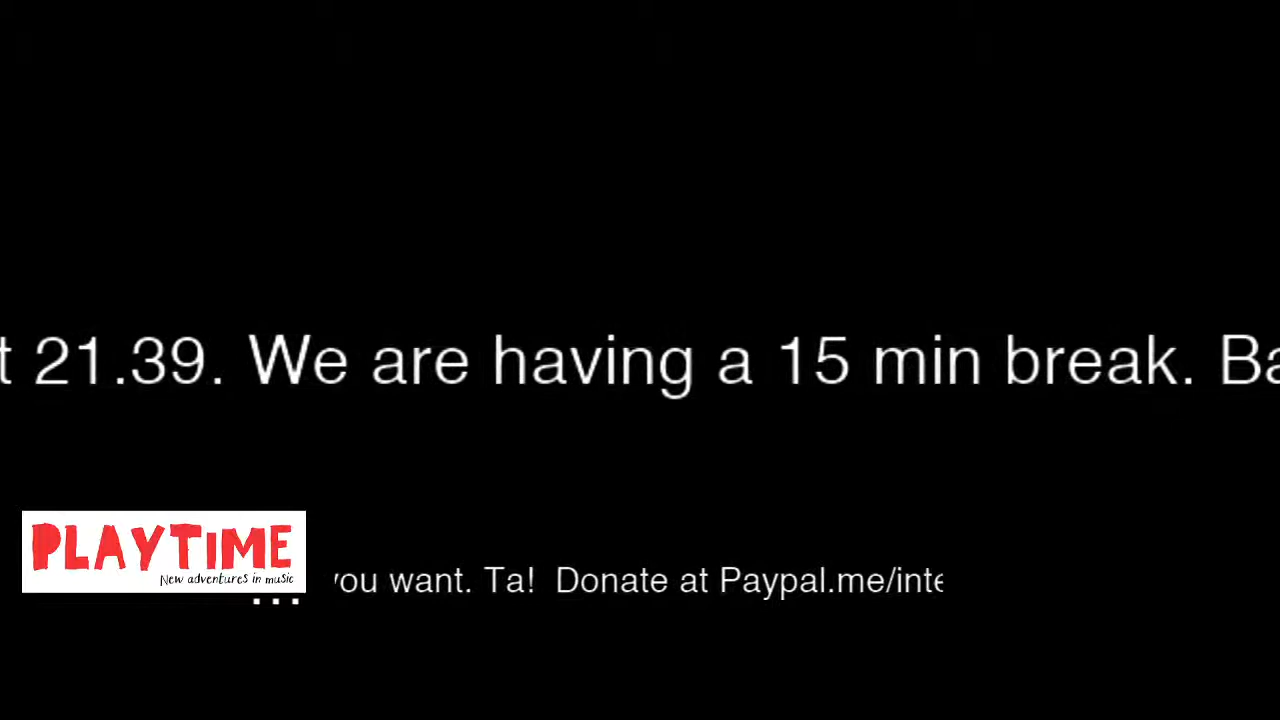 t 21.39. We are having a 15 min break. Ba
PLAYTIME
New adventures in music
... you want. Ta! Donate at Paypal.me/inte